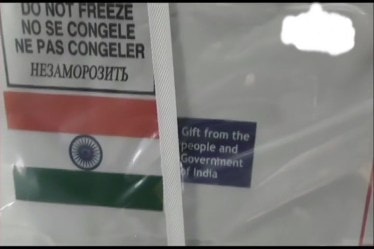 DO NOT FREEZE
NO SE CONGELE
NE PAS CONGELER
НЕЗАМОРОЗИТЬ
Gift from the
people and
Government
of India